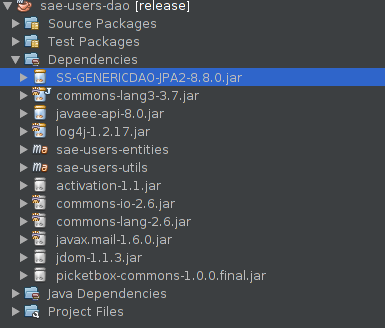 sae-users-dao [release]
Source Packages
Test Packages
Dependencies
SS-GENERICDAO-JPA2-8.8.0.jar
commons-lang3-3.7.jar
javaee-api-8.0.jar
log4j-1.2.17.jar
sae-users-entities
sae-users-utils
activation-1.1.jar
commons-io-2.6.jar
commons-lang-2.6.jar
javax.mail-1.6.0.jar
jdom-1.1.3.jar
picketbox-commons-1.0.0.final.jar
Java Dependencies
Project Files